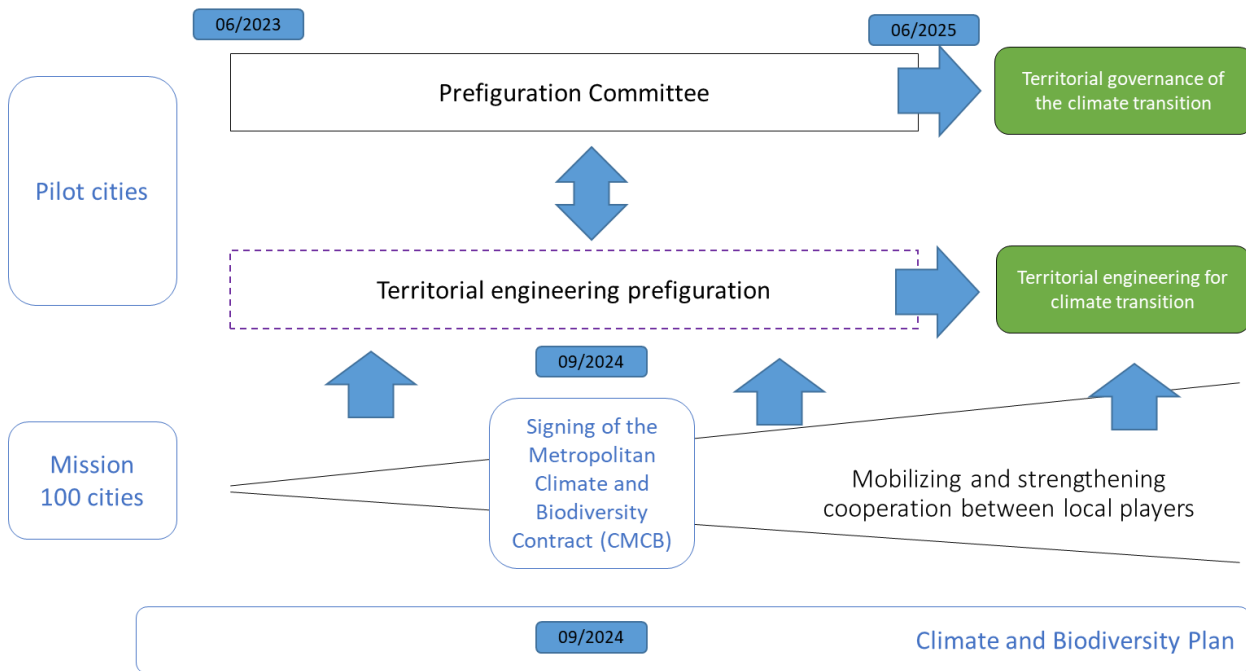 06/2023
06/2025
Prefiguration Committee
Territorial governance of
the climate transition
Pilot cities
Territorial engineering prefiguration
Territorial engineering for
climate transition
09/2024
Signing of the
Metropolitan
Climate and
Biodiversity
Contract (CMCB)
Mission
100 cities
Mobilizing and strengthening
cooperation between local players
09/2024
Climate and Biodiversity Plan